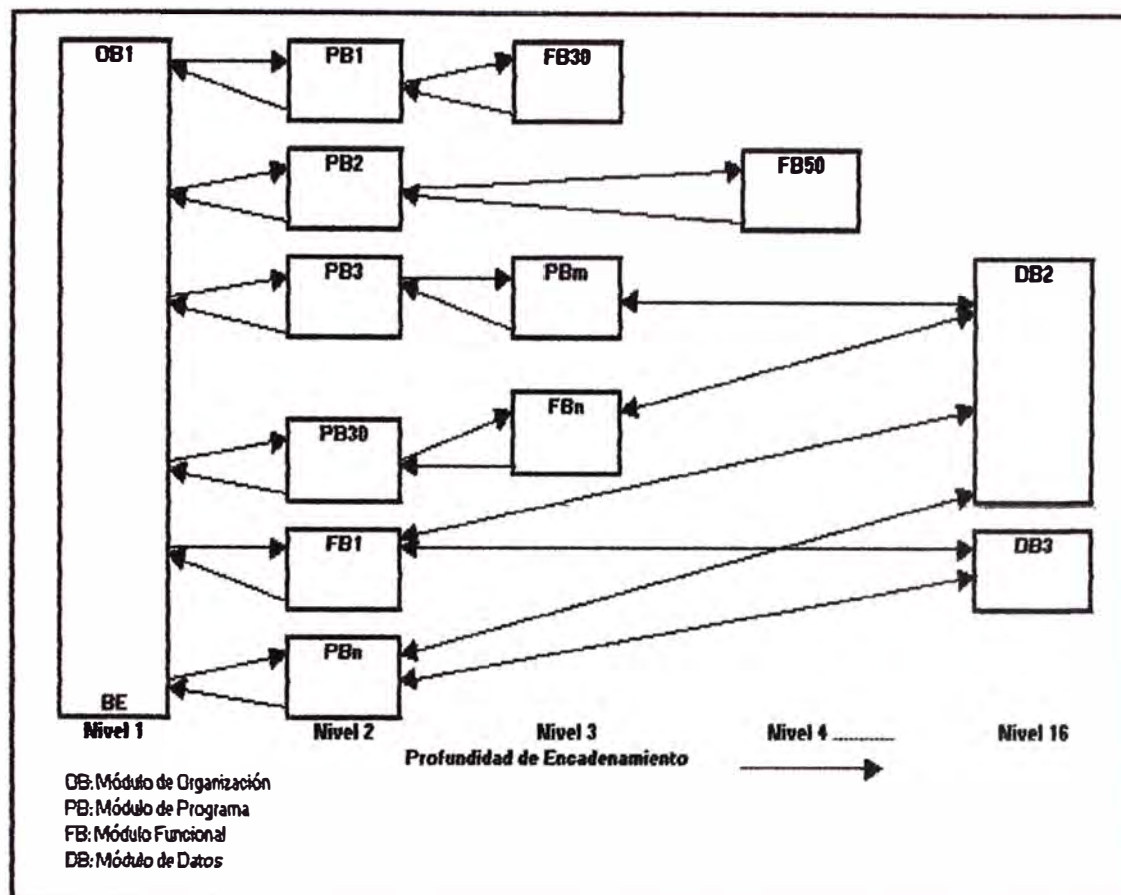 OB1
PB1
FB30
PB2
FB50
PB3
PBm
DB2
FBn
PB30
FB1
DB3
PBn
BE
Nivel 1
Nivel 2
Nivel 3
Nivel 4 ............
Nivel 16
Profundidad de Encadenamiento
OB: Módulo de Organización
PB: Módulo de Programa
FB: Módulo Funcional
DB: Módulo de Datos